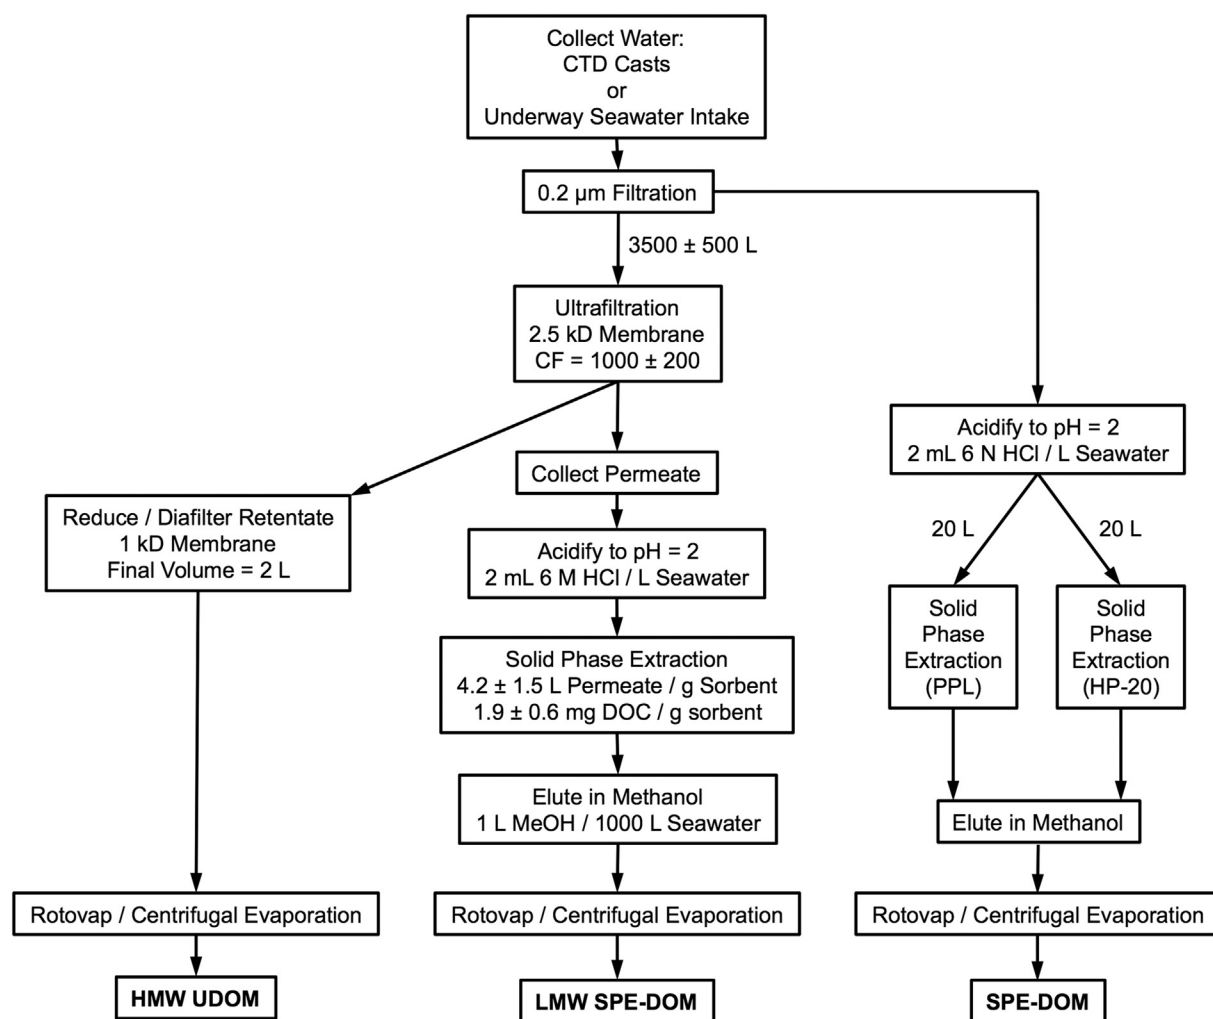 Collect Water:
CTD Casts
or
Underway Seawater Intake
0.2 µm Filtration
3500 ± 500 L
Ultrafiltration
2.5 kD Membrane
CF = 1000 ± 200
Collect Permeate
Reduce / Diafilter Retentate
1 kD Membrane
Final Volume = 2 L
Acidify to pH = 2
2 mL 6 M HCl / L Seawater
Solid Phase Extraction
4.2 ± 1.5 L Permeate / g Sorbent
1.9 ± 0.6 mg DOC / g sorbent
Elute in Methanol
1 L MeOH / 1000 L Seawater
Acidify to pH = 2
2 mL 6 N HCl / L Seawater
20 L
20 L
Solid
Phase
Extraction
(PPL)
Solid
Phase
Extraction
(HP-20)
Elute in Methanol
Rotovap / Centrifugal Evaporation
Rotovap / Centrifugal Evaporation
Rotovap / Centrifugal Evaporation
HMW UDOM
LMW SPE-DOM
SPE-DOM